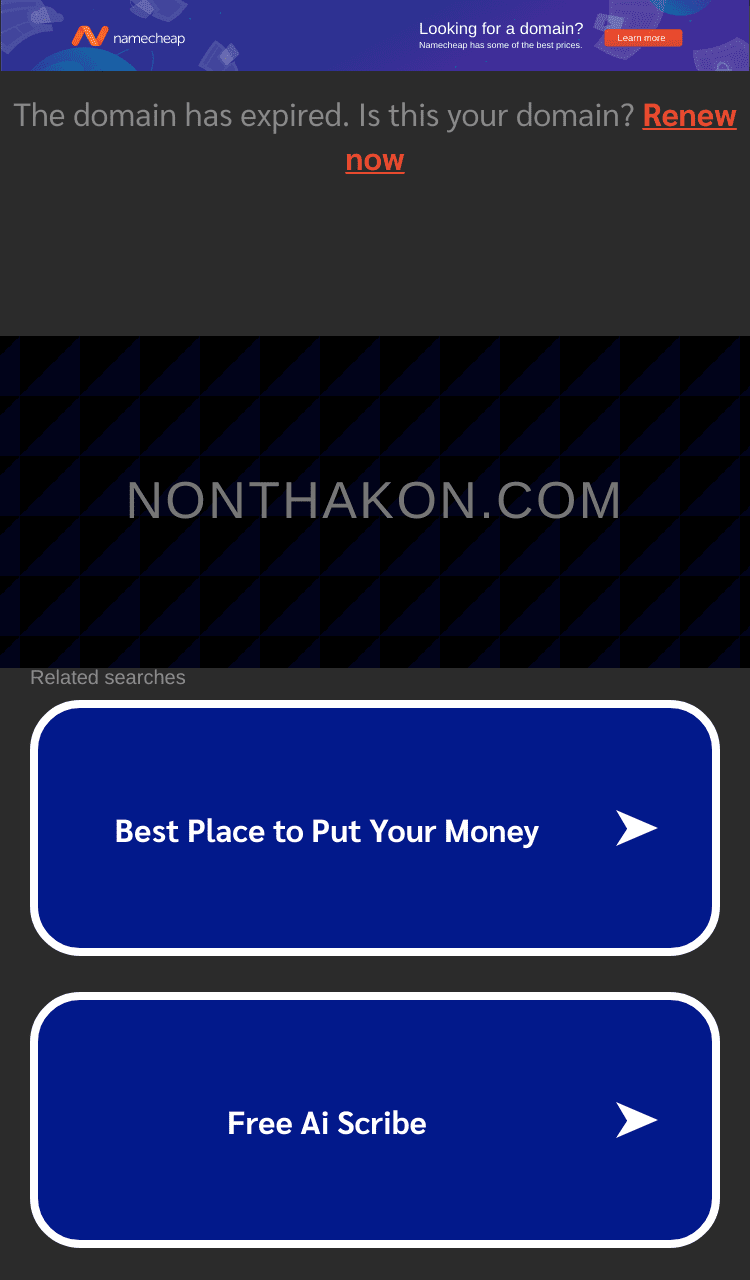 namecheap
Looking for a domain?
Namecheap has some of the best prices.
Learn more
The domain has expired. Is this your domain? Renew
now
NONTHAKON.COM
Related searches
Best Place to Put Your Money
Free Ai Scribe